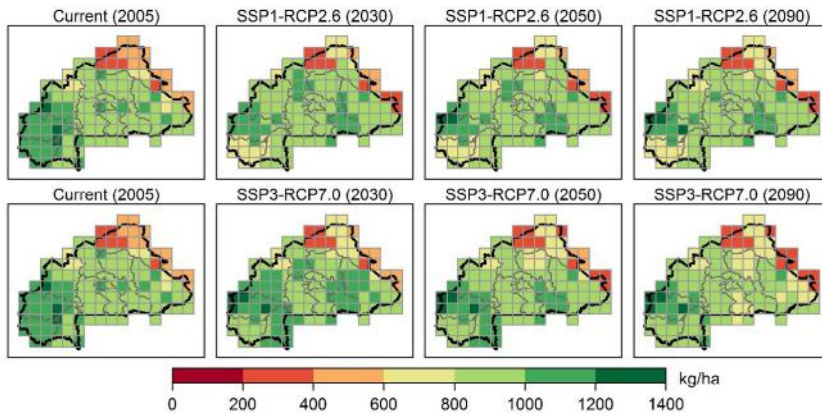 Current (2005) SSP1-RCP2.6 (2030) SSP1-RCP2.6 (2050) SSP1-RCP2.6 (2090)
Current (2005) SSP3-RCP7.0 (2030) SSP3-RCP7.0 (2050) SSP3-RCP7.0 (2090)
kg/ha
0 200 400 600 800 1000 1200 1400